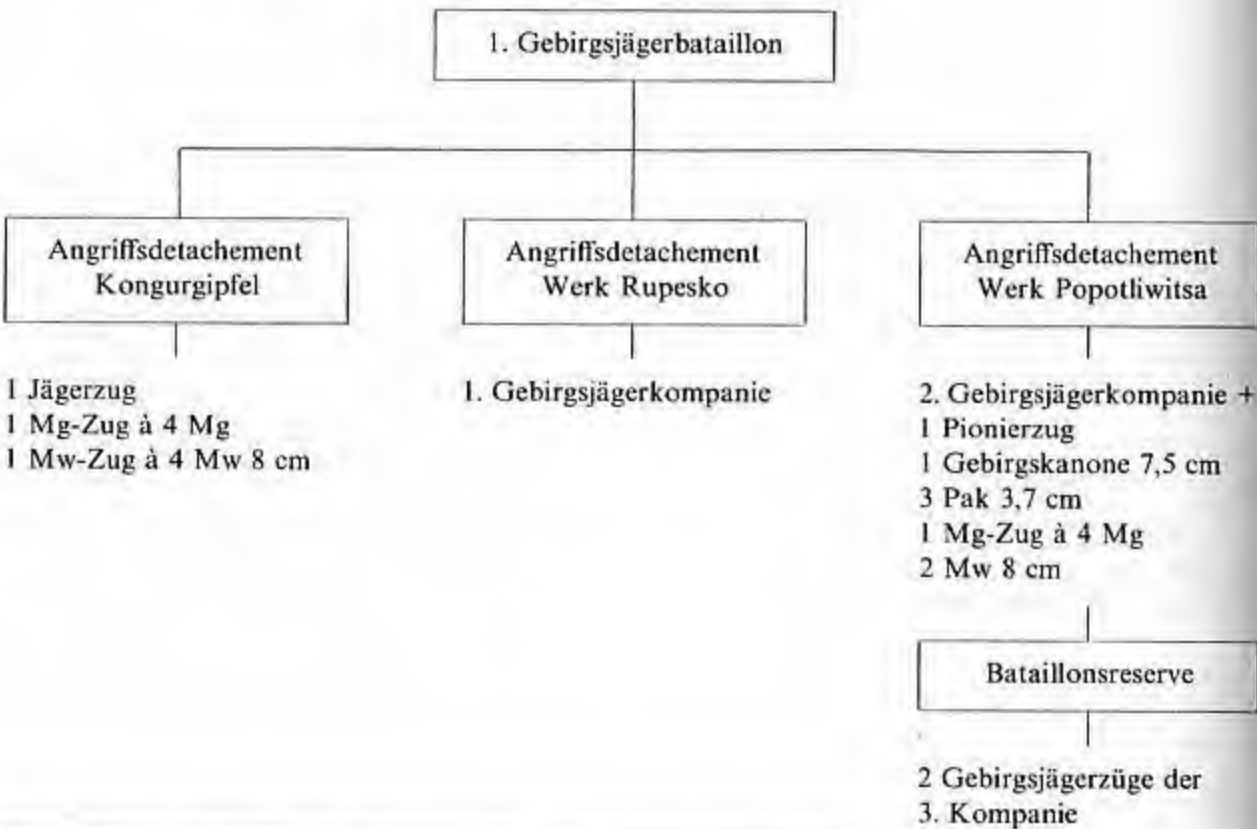 1. Gebirgsjägerbataillon
Angriffsdetachement
Kongurgipfel
1 Jägerzug
1 Mg-Zug à 4 Mg
1 Mw-Zug à 4 Mw 8 cm
Angriffsdetachement
Werk Rupesko
1. Gebirgsjägerkompanie
Angriffsdetachement
Werk Popotliwitsa
2. Gebirgsjägerkompanie +
1 Pionierzug
1 Gebirgskanone 7,5 cm
3 Pak 3,7 cm
1 Mg-Zug à 4 Mg
2 Mw 8 cm
Bataillonsreserve
2 Gebirgsjägerzüge der
3. Kompanie